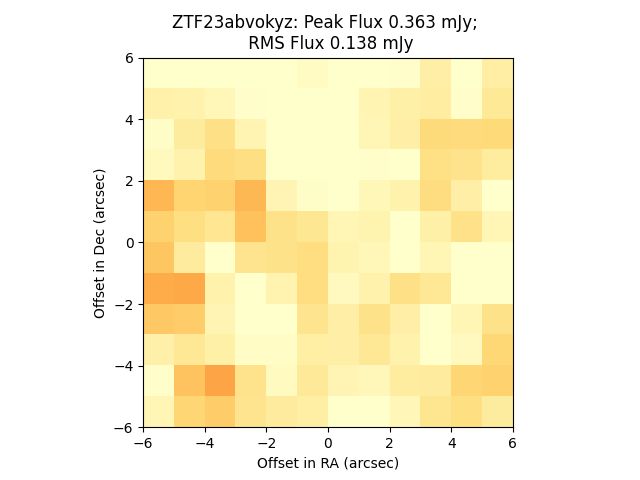 ZTF23abvokyz: Peak Flux 0.363 mJy;
RMS Flux 0.138 mJy
6
4
2
0
−2
−4
−6
Offset in Dec (arcsec)
−6 −4 −2 0 2 4 6
Offset in RA (arcsec)